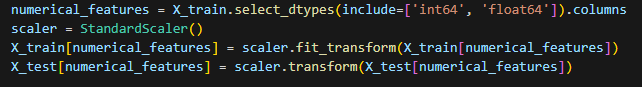 numerical_features = X_train.select_dtypes(include=['int64', 'float64']).columns
scaler = StandardScaler()
X_train[numerical_features] = scaler.fit_transform(X_train[numerical_features])
X_test[numerical_features] = scaler.transform(X_test[numerical_features])